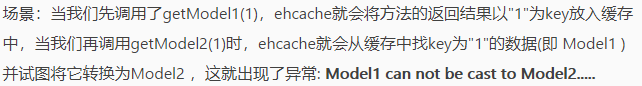 场景：当我们先调用了getModel1(1)，ehcache就会将方法的返回结果以"1"为key放入缓存
中，当我们再调用getModel2(1)时，ehcache就会从缓存中找key为"1"的数据(即 Model1 )
并试图将它转换为Model2 ，这就出现了异常: Model1 can not be cast to Model2.....